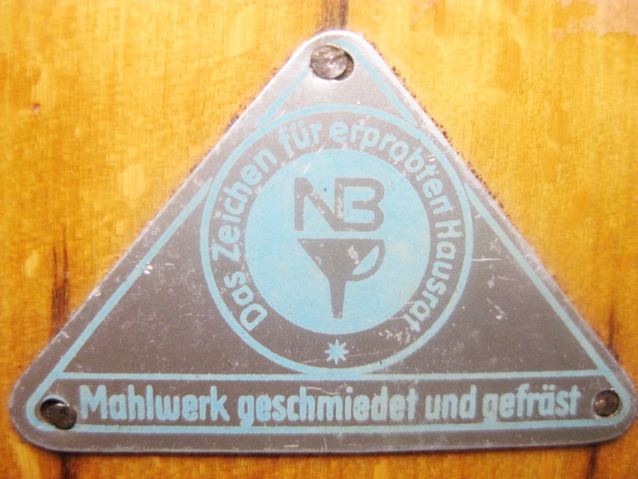 Das Zeichen für erprobten Hausrat
NB
Mahlwerk geschmiedet und gefräst